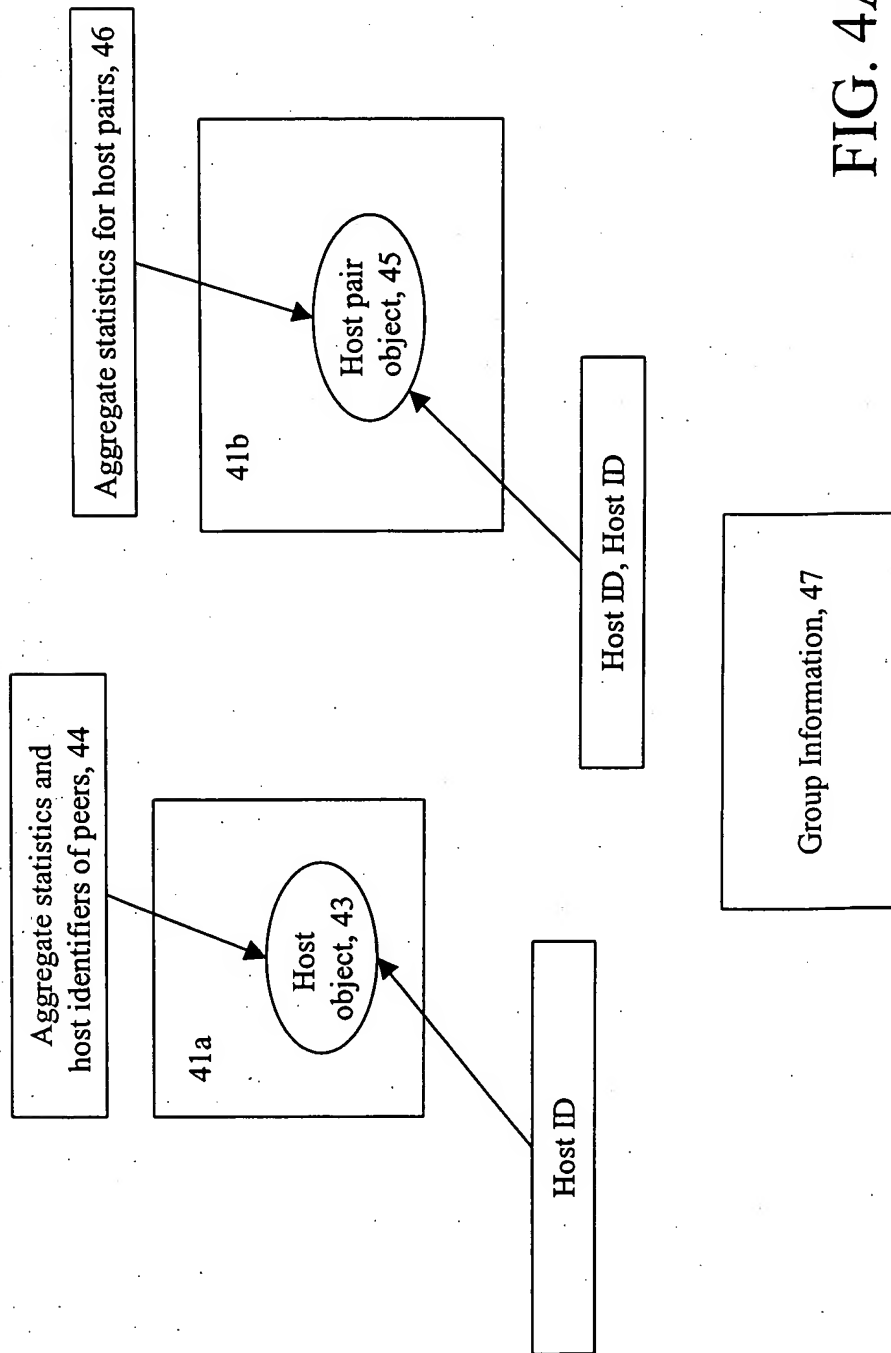 Aggregate statistics and
host identifiers of peers, 44
41a
Host
object, 43
Host ID
Aggregate statistics for host pairs, 46
41b
Host pair
object, 45
Host ID, Host ID
Group Information, 47
FIG. 4A